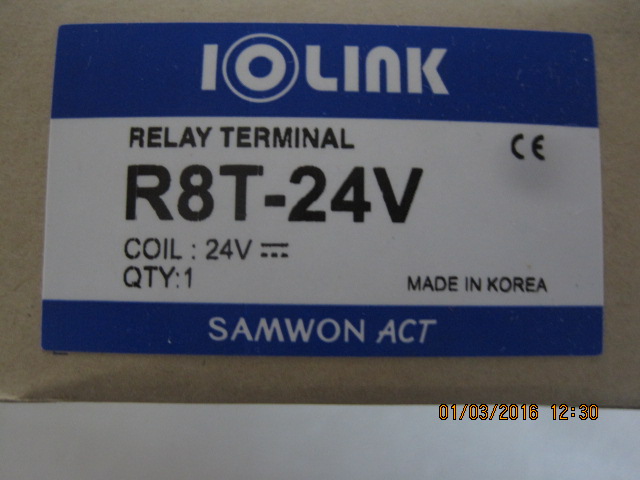 IOLINK
RELAY TERMINAL
CE
R8T-24V
COIL : 24V ⎓
QTY:1
MADE IN KOREA
SAMWON ACT
01/03/2016 12:30